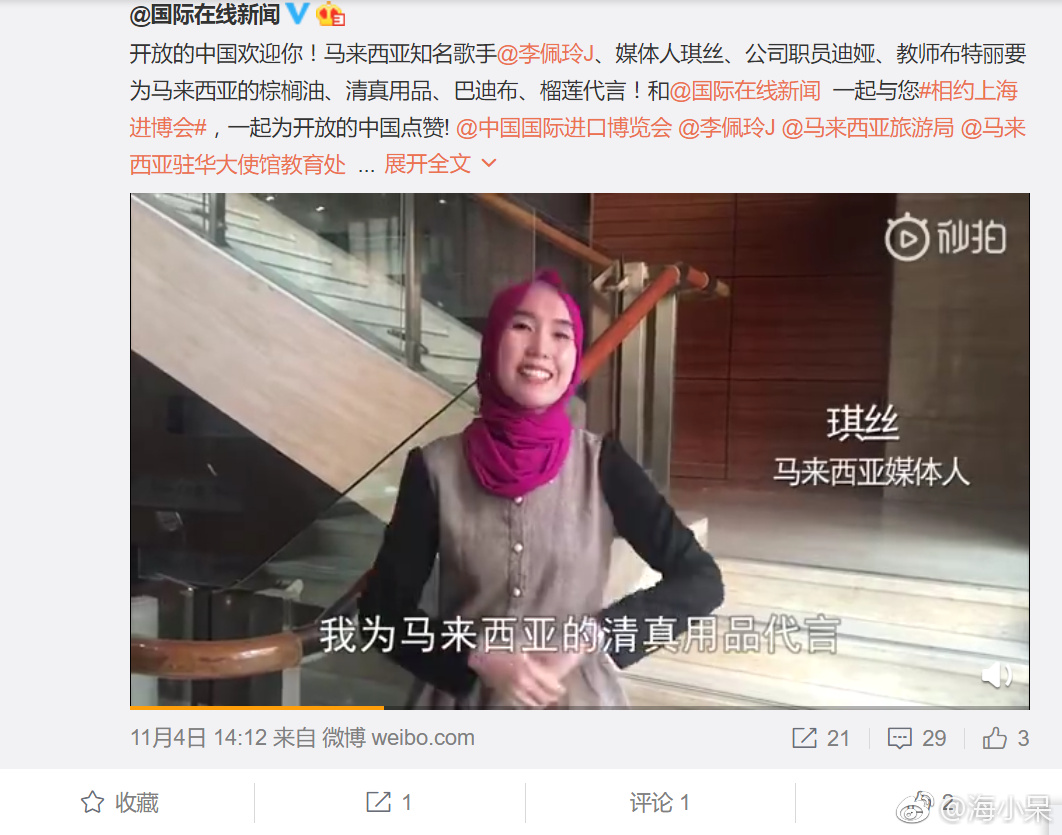 @国际在线新闻
开放的中国欢迎你！马来西亚知名歌手@李佩玲J、媒体人琪丝、公司职员迪娅、教师布特丽要
为马来西亚的棕榈油、清真用品、巴迪布、榴莲代言！和@国际在线新闻 一起与您#相约上海
进博会#，一起为开放的中国点赞! @中国国际进口博览会 @李佩玲J @马来西亚旅游局 @马来
西亚驻华大使馆教育处 ... 展开全文
秒拍
琪丝
马来西亚媒体人
我为马来西亚的清真用品代言
11月4日 14:12 来自 微博 weibo.com
21 29 3
收藏 1 评论 1 2
@海小呆